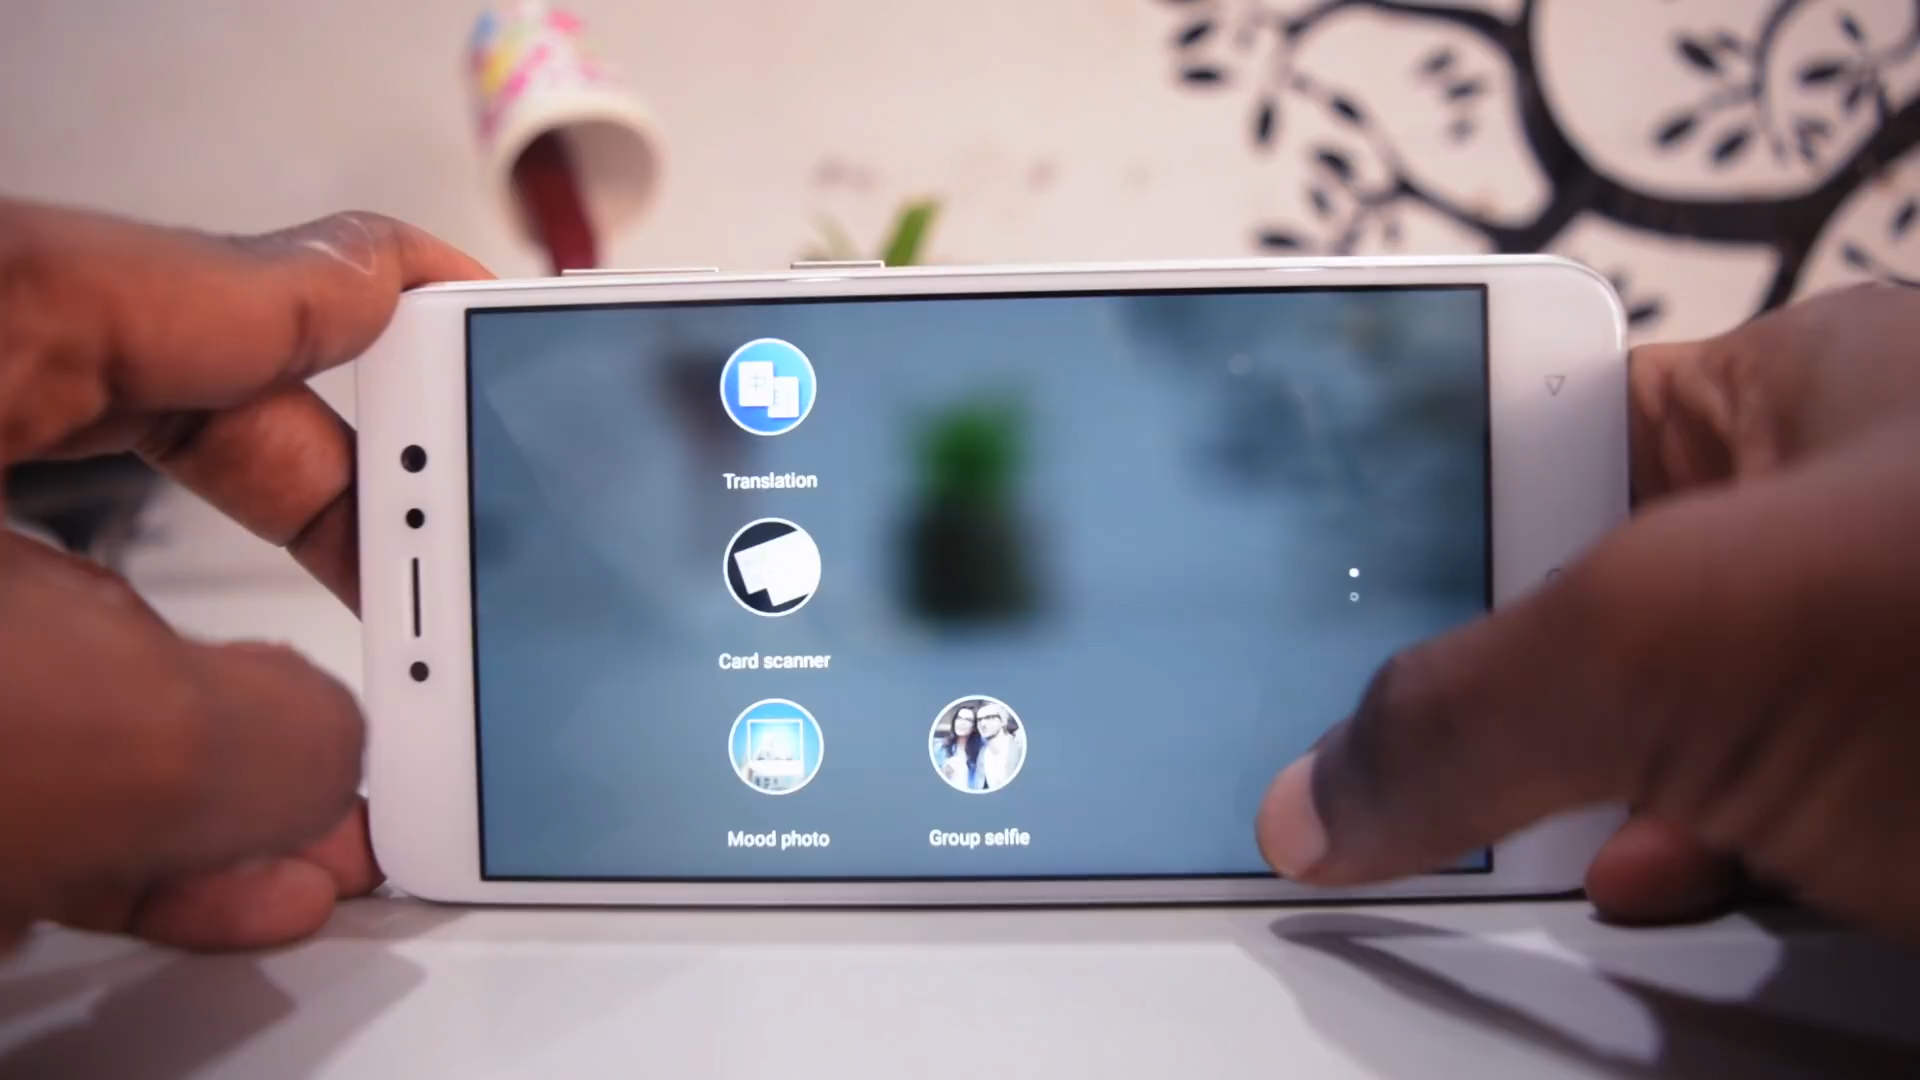 Translation
Card scanner
Mood photo
Group selfie